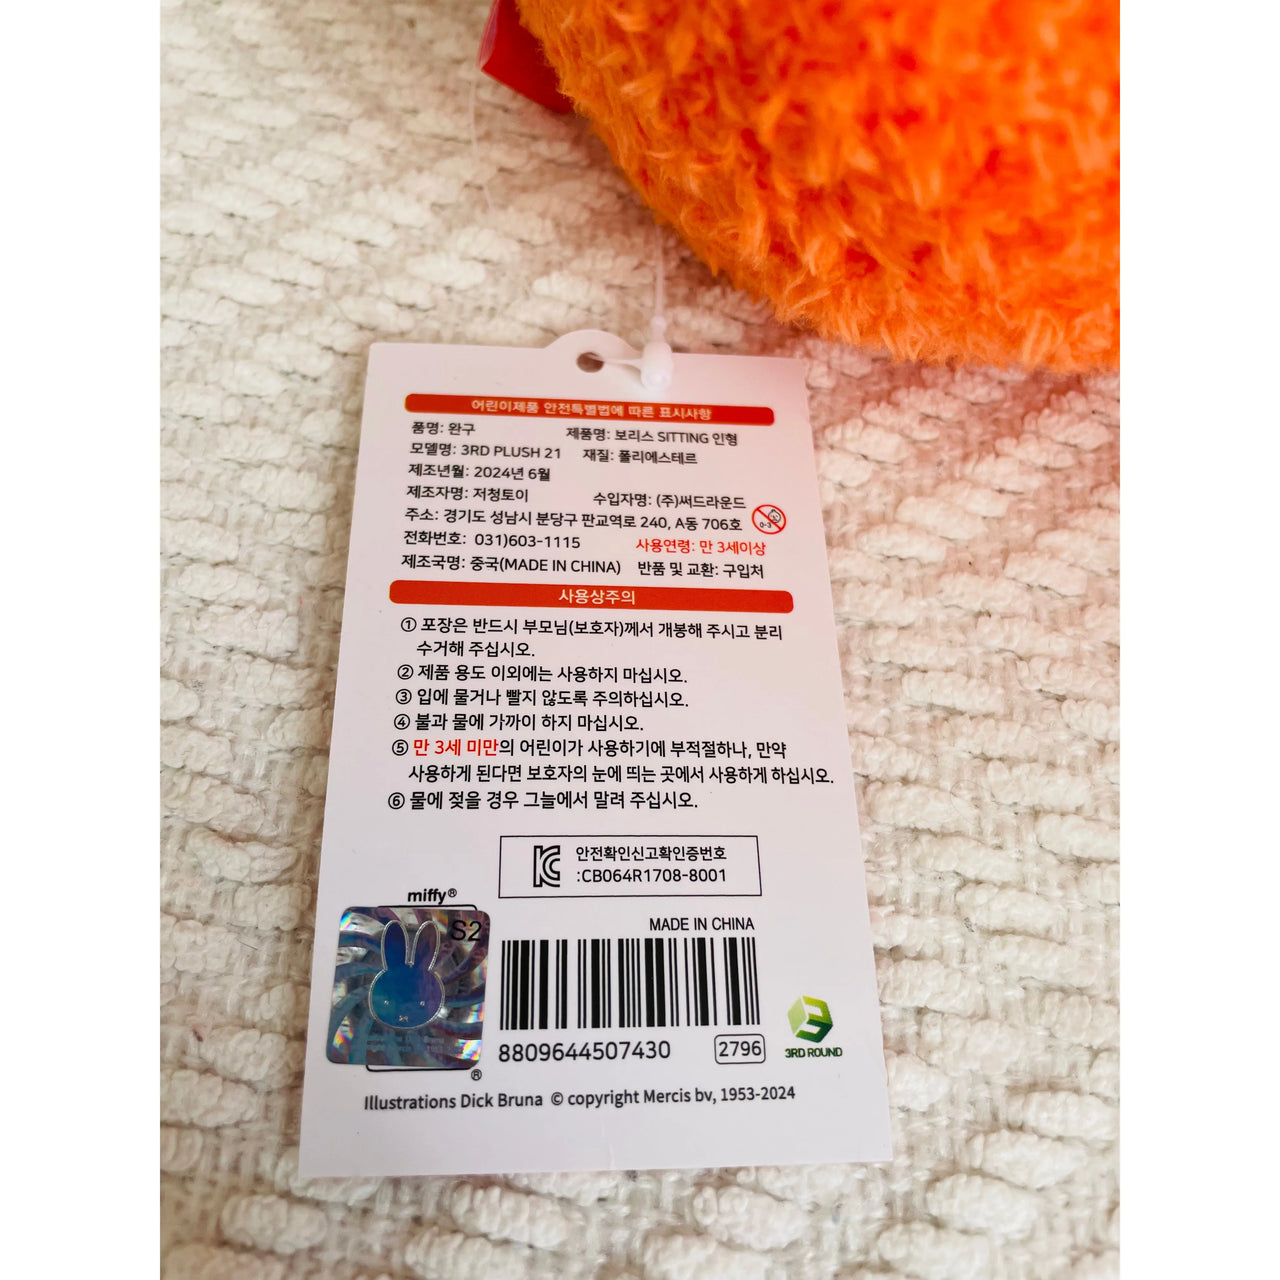 어린이제품 안전특별법에 따른 표시사항
품명: 완구 제품명: 보리스 SITTING 인형
모델명: 3RD PLUSH 21 재질: 폴리에스테르
제조년월: 2024년 6월
제조자명: 저청토이 수입자명: (주)써드라운드
주소: 경기도 성남시 분당구 판교역로 240, A동 706호
0-3
전화번호: 031)603-1115 사용연령: 만 3세이상
제조국명: 중국(MADE IN CHINA) 반품 및 교환: 구입처
사용상주의
① 포장은 반드시 부모님(보호자)께서 개봉해 주시고 분리
수거해 주십시오.
② 제품 용도 이외에는 사용하지 마십시오.
③ 입에 물거나 빨지 않도록 주의하십시오.
④ 불과 물에 가까이 하지 마십시오.
⑤ 만 3세 미만의 어린이가 사용하기에 부적절하나, 만약
사용하게 된다면 보호자의 눈에 띄는 곳에서 사용하게 하십시오.
⑥ 물에 젖을 경우 그늘에서 말려 주십시오.
안전확인신고확인증번호
:CB064R1708-8001
miffy®
S2
MADE IN CHINA
8809644507430
2796
3RD ROUND
®
Illustrations Dick Bruna © copyright Mercis bv, 1953-2024